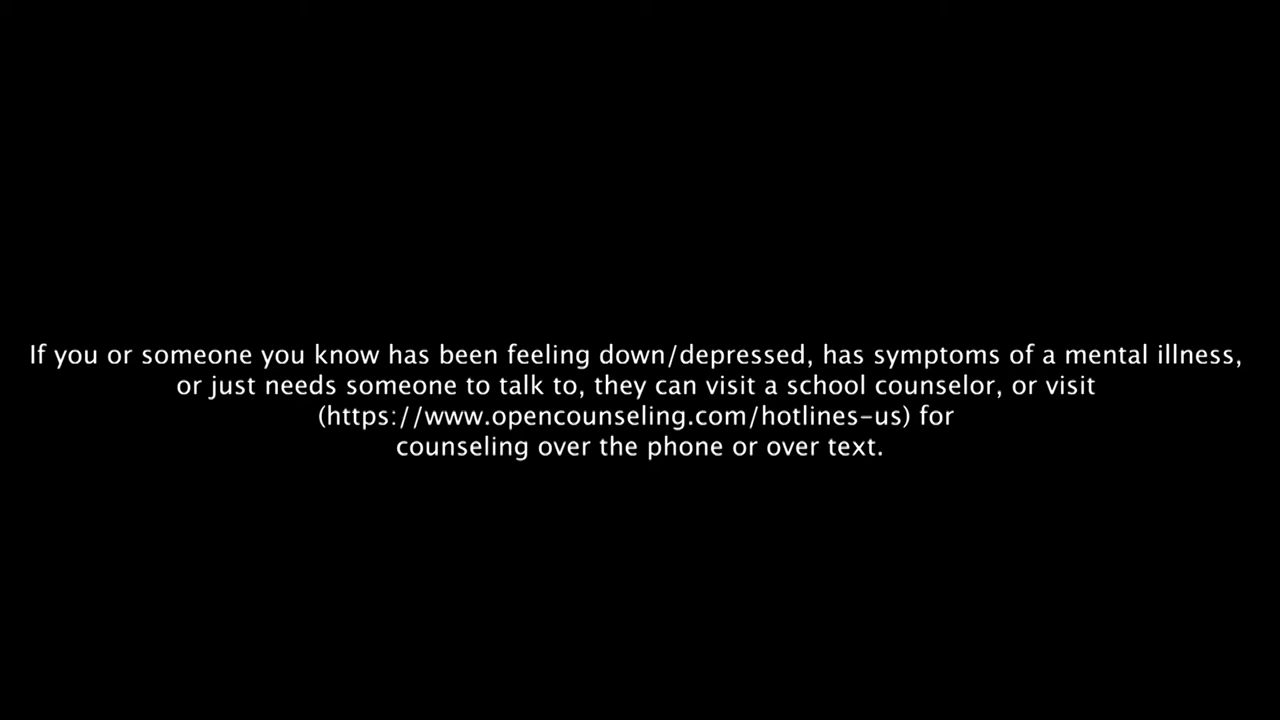 If you or someone you know has been feeling down/depressed, has symptoms of a mental illness,
or just needs someone to talk to, they can visit a school counselor, or visit
(https://www.opencounseling.com/hotlines-us) for
counseling over the phone or over text.